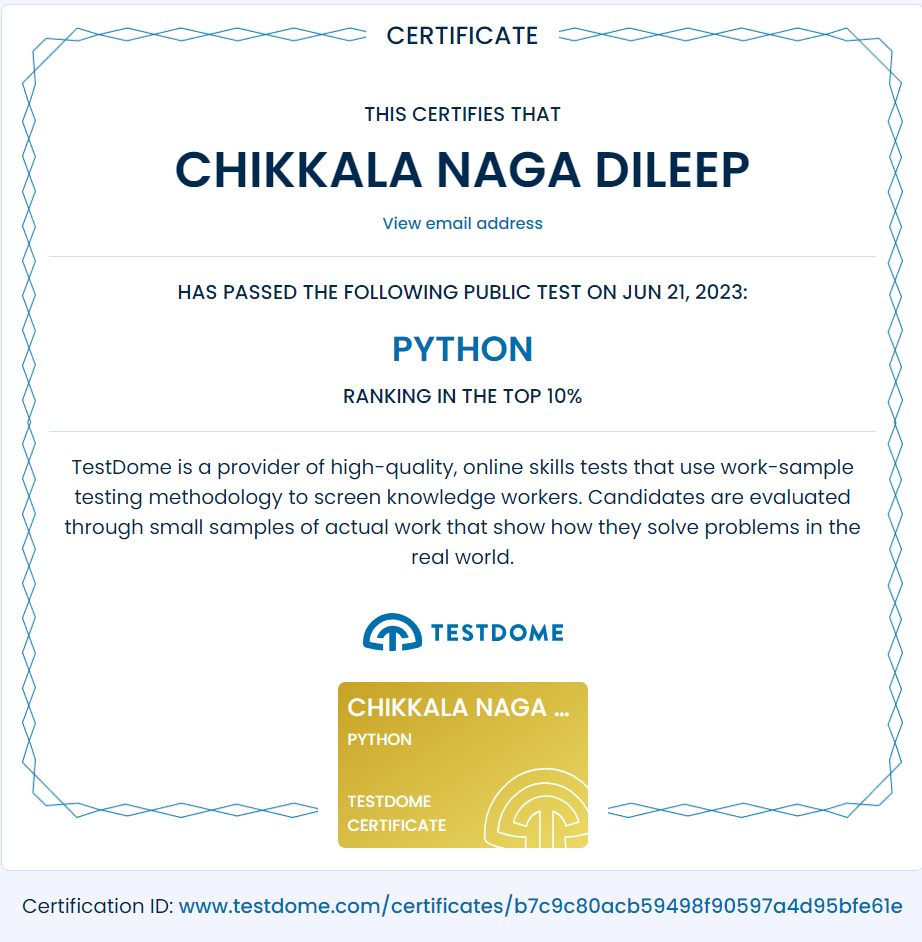 CERTIFICATE
THIS CERTIFIES THAT
CHIKKALA NAGA DILEEP
View email address
HAS PASSED THE FOLLOWING PUBLIC TEST ON JUN 21, 2023:
PYTHON
RANKING IN THE TOP 10%
TestDome is a provider of high-quality, online skills tests that use work-sample
testing methodology to screen knowledge workers. Candidates are evaluated
through small samples of actual work that show how they solve problems in the
real world.
TESTDOME
CHIKKALA NAGA ...
PYTHON
TESTDOME
CERTIFICATE
Certification ID: www.testdome.com/certificates/b7c9c80acb59498f90597a4d95bfe61e